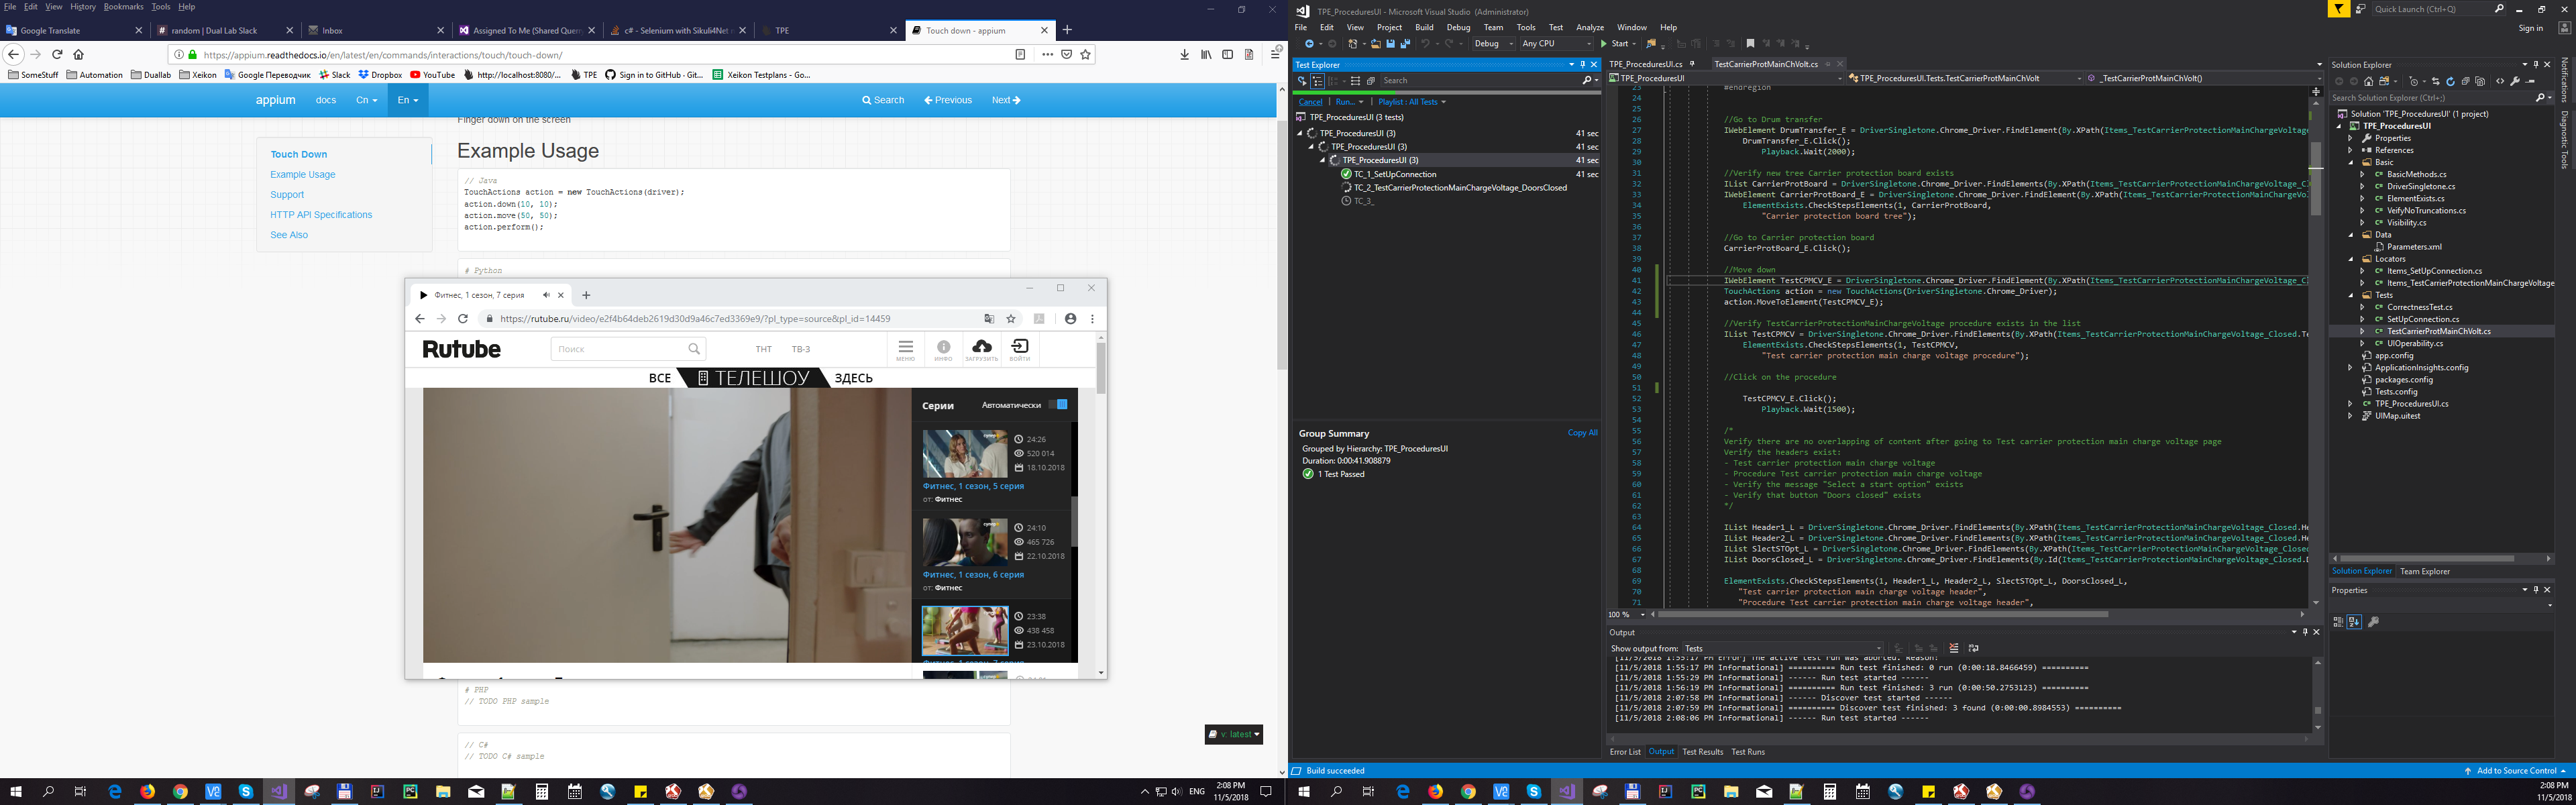 File Edit View History Bookmarks Tools Help
Google Translate
random | Dual Lab Slack
Inbox
Assigned To Me (Shared Quer
c# - Selenium with Sikuli4Net
TPE
Touch down - appium
https://appium.readthedocs.io/en/latest/en/commands/interactions/touch/touch-down/
SomeStuff Automation Duallab Xeikon Google Переводчик Slack Dropbox YouTube http://localhost:8080/... TPE Sign in to GitHub · Git... Xeikon Testplans - Go...
appium docs Cn En Search Previous Next
Finger down on the screen
Touch Down
Example Usage
Support
HTTP API Specifications
See Also
Example Usage
// Java
TouchActions action = new TouchActions(driver);
action.down(10, 10);
action.move(50, 50);
action.perform();
# Python
Фитнес, 1 сезон, 7 серия
https://rutube.ru/video/e2f4b64deb2619d30d9a46c7ed3369e9/?pl_type=source&pl_id=14459
Rutube
Поиск
ТНТ ТВ-3
МЕНЮ ИНФО ЗАГРУЗИТЬ ВОЙТИ
ВСЕ ТЕЛЕШОУ ЗДЕСЬ
Серии Автоматически
24:26
520 014
18.10.2018
Фитнес, 1 сезон, 5 серия
от: Фитнес
24:10
465 726
22.10.2018
Фитнес, 1 сезон, 6 серия
от: Фитнес
23:38
438 458
23.10.2018
# PHP
// TODO PHP sample
// C#
// TODO C# sample
v: latest
ENG
2:08 PM
11/5/2018
TPE_ProceduresUI - Microsoft Visual Studio (Administrator)
Quick Launch (Ctrl+Q)
File Edit View Project Build Debug Team Tools Test Analyze Window Help
Sign in
Debug Any CPU Start
Test Explorer
Search
Cancel | Run... | Playlist : All Tests
TPE_ProceduresUI (3 tests)
TPE_ProceduresUI (3) 41 sec
TPE_ProceduresUI (3) 41 sec
TPE_ProceduresUI (3) 41 sec
TC_1_SetUpConnection 41 sec
TC_2_TestCarrierProtectionMainChargeVoltage_DoorsClosed
TC_3_
Group Summary
Copy All
Grouped by Hierarchy: TPE_ProceduresUI
Duration: 0:00:41.908879
1 Test Passed
TPE_ProceduresUI.cs TestCarrierProtMainChVolt.cs
TPE_ProceduresUI TPE_ProceduresUI.Tests.TestCarrierProtMainChVolt _TestCarrierProtMainChVolt()
23 #endregion
24
25
26 //Go to Drum transfer
27 IWebElement DrumTransfer_E = DriverSingletone.Chrome_Driver.FindElement(By.XPath(Items_TestCarrierProtectionMainChargeVoltage
28 DrumTransfer_E.Click();
29 Playback.Wait(2000);
30
31 //Verify new tree Carrier protection board exists
32 IList CarrierProtBoard = DriverSingletone.Chrome_Driver.FindElements(By.XPath(Items_TestCarrierProtectionMainChargeVoltage_Cl
33 IWebElement CarrierProtBoard_E = DriverSingletone.Chrome_Driver.FindElement(By.XPath(Items_TestCarrierProtectionMainChargeVol
34 ElementExists.CheckStepsElements(1, CarrierProtBoard,
35 "Carrier protection board tree");
36
37 //Go to Carrier protection board
38 CarrierProtBoard_E.Click();
39
40 //Move down
41 IWebElement TestCPMCV_E = DriverSingletone.Chrome_Driver.FindElement(By.XPath(Items_TestCarrierProtectionMainChargeVoltage_Cl
42 TouchActions action = new TouchActions(DriverSingletone.Chrome_Driver);
43 action.MoveToElement(TestCPMCV_E);
44
45 //Verify TestCarrierProtectionMainChargeVoltage procedure exists in the list
46 IList TestCPMCV = DriverSingletone.Chrome_Driver.FindElements(By.XPath(Items_TestCarrierProtectionMainChargeVoltage_Closed.Te
47 ElementExists.CheckStepsElements(1, TestCPMCV,
48 "Test carrier protection main charge voltage procedure");
49
50 //Click on the procedure
51
52 TestCPMCV_E.Click();
53 Playback.Wait(1500);
54
55 /*
56 Verify there are no overlapping of content after going to Test carrier protection main charge voltage page
57 Verify the headers exist:
58 - Test carrier protection main charge voltage
59 - Procedure Test carrier protection main charge voltage
60 - Verify the message "Select a start option" exists
61 - Verify that button "Doors closed" exists
62 */
63
64 IList Header1_L = DriverSingletone.Chrome_Driver.FindElements(By.XPath(Items_TestCarrierProtectionMainChargeVoltage_Closed.He
65 IList Header2_L = DriverSingletone.Chrome_Driver.FindElements(By.XPath(Items_TestCarrierProtectionMainChargeVoltage_Closed.He
66 IList SlectSTOpt_L = DriverSingletone.Chrome_Driver.FindElements(By.XPath(Items_TestCarrierProtectionMainChargeVoltage_Closed
67 IList DoorsClosed_L = DriverSingletone.Chrome_Driver.FindElements(By.Id(Items_TestCarrierProtectionMainChargeVoltage_Closed.D
68
69 ElementExists.CheckStepsElements(1, Header1_L, Header2_L, SlectSTOpt_L, DoorsClosed_L,
70 "Test carrier protection main charge voltage header",
71 "Procedure Test carrier protection main charge voltage header",
100 %
Output
Show output from: Tests
[11/5/2018 1:55:17 PM Error] The active test run was aborted. Reason:
[11/5/2018 1:55:17 PM Informational] ========== Run test finished: 0 run (0:00:18.8466459) ==========
[11/5/2018 1:55:29 PM Informational] ------ Run test started ------
[11/5/2018 1:56:19 PM Informational] ========== Run test finished: 3 run (0:00:50.2753123) ==========
[11/5/2018 2:07:58 PM Informational] ------ Discover test started ------
[11/5/2018 2:07:59 PM Informational] ========== Discover test finished: 3 found (0:00:00.8984553) ==========
[11/5/2018 2:08:06 PM Informational] ------ Run test started ------
Error List Output Test Results Test Runs
Solution Explorer
Search Solution Explorer (Ctrl+;)
Solution 'TPE_ProceduresUI' (1 project)
TPE_ProceduresUI
Properties
References
Basic
BasicMethods.cs
DriverSingletone.cs
ElementExists.cs
VeifyNoTruncations.cs
Visibility.cs
Data
Parameters.xml
Locators
Items_SetUpConnection.cs
Items_TestCarrierProtectionMainChargeVoltage
Tests
CorrectnessTest.cs
SetUpConnection.cs
TestCarrierProtMainChVolt.cs
UIOperability.cs
app.config
ApplicationInsights.config
packages.config
Tests.config
TPE_ProceduresUI.cs
UIMap.uitest
Solution Explorer Team Explorer
Properties
Notifications
Diagnostic Tools
Build succeeded
Add to Source Control
2:08 PM
11/5/2018